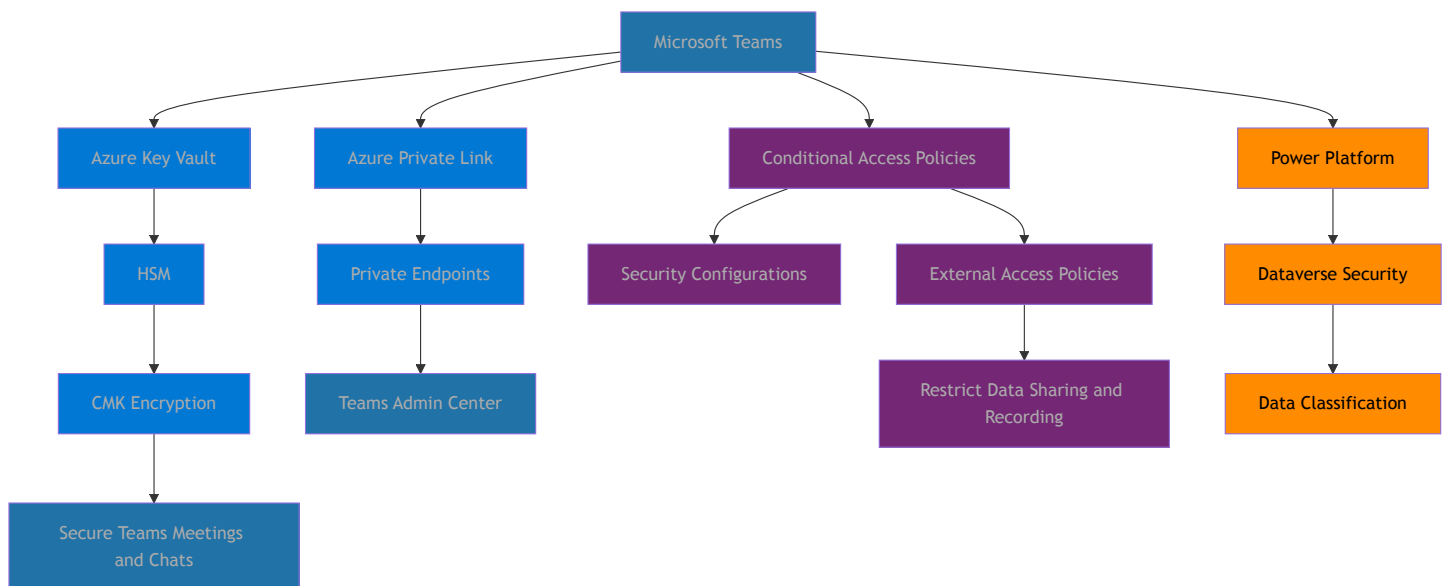 Microsoft Teams
Azure Key Vault
Azure Private Link
Conditional Access Policies
Power Platform
HSM
Private Endpoints
Security Configurations
External Access Policies
Dataverse Security
CMK Encryption
Teams Admin Center
Restrict Data Sharing and
Recording
Data Classification
Secure Teams Meetings
and Chats